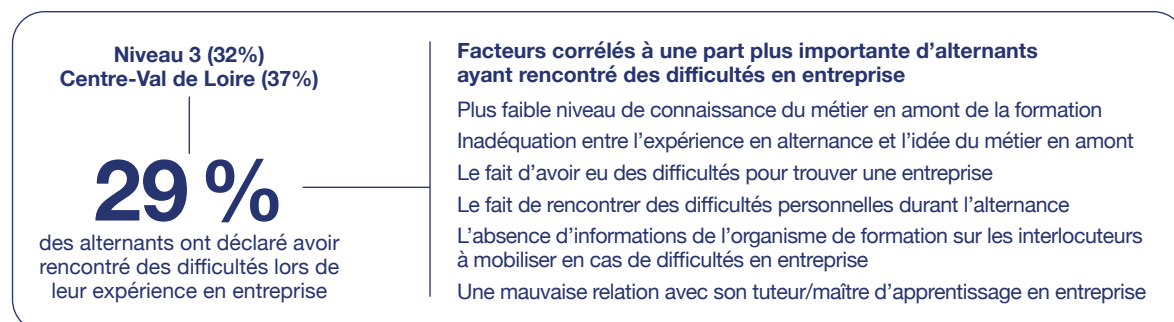 Niveau 3 (32%)
Centre-Val de Loire (37%)
29 %
des alternants ont déclaré avoir
rencontré des difficultés lors de
leur expérience en entreprise
Facteurs corrélés à une part plus importante d’alternants
ayant rencontré des difficultés en entreprise
Plus faible niveau de connaissance du métier en amont de la formation
Inadéquation entre l’expérience en alternance et l’idée du métier en amont
Le fait d’avoir eu des difficultés pour trouver une entreprise
Le fait de rencontrer des difficultés personnelles durant l’alternance
L’absence d’informations de l’organisme de formation sur les interlocuteurs
à mobiliser en cas de difficultés en entreprise
Une mauvaise relation avec son tuteur/maître d’apprentissage en entreprise